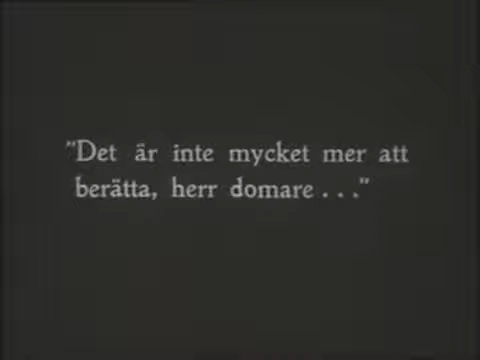 "Det är inte mycket mer att
berätta, herr domare . . ."